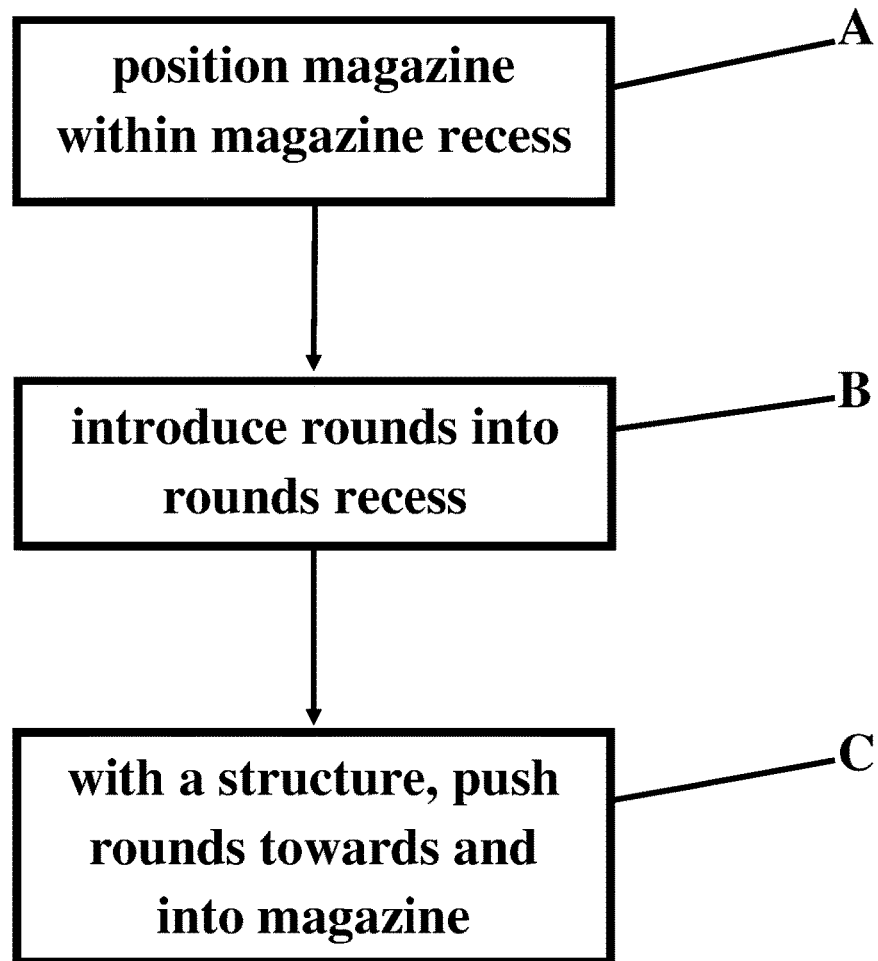 position magazine
within magazine recess
A
introduce rounds into
rounds recess
B
with a structure, push
rounds towards and
into magazine
C